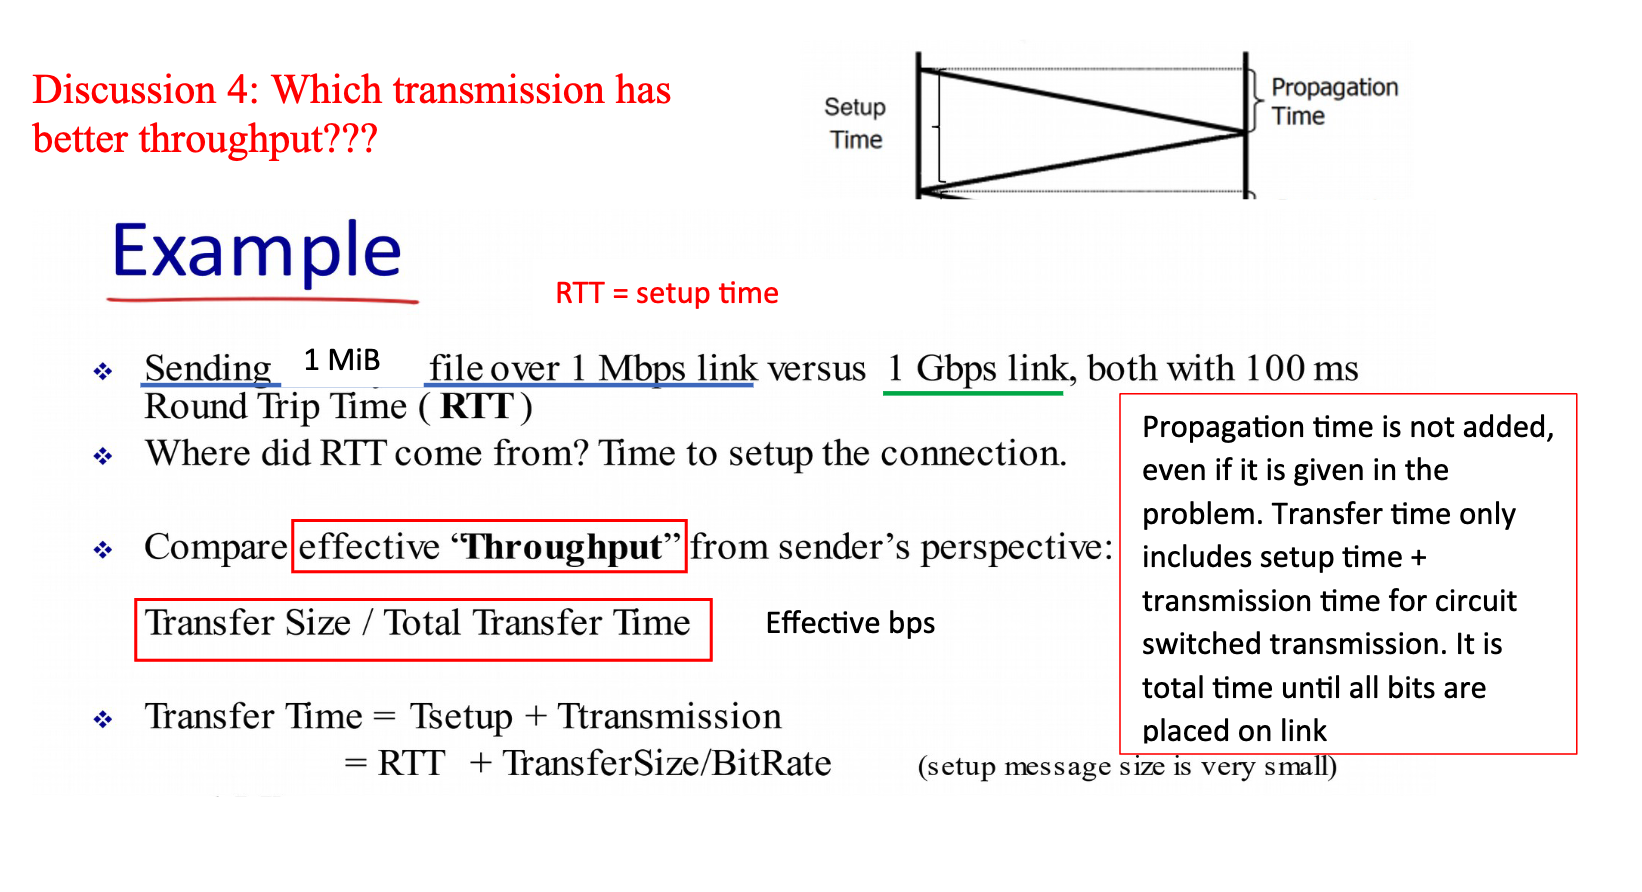 Discussion 4: Which transmission has
better throughput???
Setup
Time
Propagation
Time
Example
RTT = setup time
❖ Sending 1 MiB file over 1 Mbps link versus 1 Gbps link, both with 100 ms
Round Trip Time ( RTT )
❖ Where did RTT come from? Time to setup the connection.
❖ Compare effective “Throughput” from sender’s perspective:
Transfer Size / Total Transfer Time
Effective bps
Propagation time is not added,
even if it is given in the
problem. Transfer time only
includes setup time +
transmission time for circuit
switched transmission. It is
total time until all bits are
placed on link
❖ Transfer Time = Tsetup + Ttransmission
= RTT + TransferSize/BitRate
(setup message size is very small)